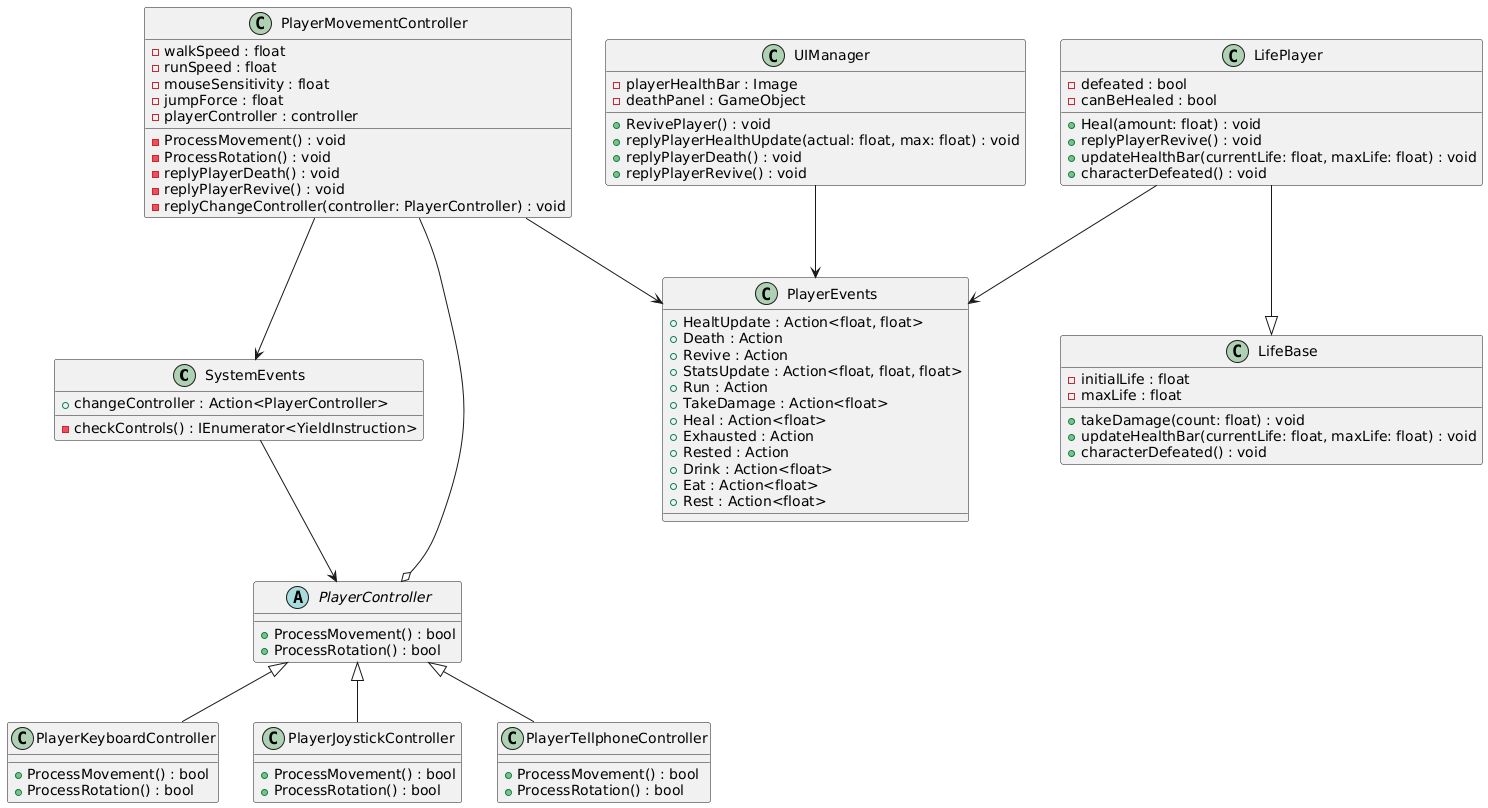 C PlayerMovementController
walkSpeed : float
runSpeed : float
mouseSensitivity : float
jumpForce : float
playerController : controller
ProcessMovement() : void
ProcessRotation() : void
replyPlayerDeath() : void
replyPlayerRevive() : void
replyChangeController(controller: PlayerController) : void
C UIManager
playerHealthBar : Image
deathPanel : GameObject
RevivePlayer() : void
replyPlayerHealthUpdate(actual: float, max: float) : void
replyPlayerDeath() : void
replyPlayerRevive() : void
C LifePlayer
defeated : bool
canBeHealed : bool
Heal(amount: float) : void
replyPlayerRevive() : void
updateHealthBar(currentLife: float, maxLife: float) : void
characterDefeated() : void
C SystemEvents
changeController : Action<PlayerController>
checkControls() : IEnumerator<YieldInstruction>
C PlayerEvents
HealtUpdate : Action<float, float>
Death : Action
Revive : Action
StatsUpdate : Action<float, float, float>
Run : Action
TakeDamage : Action<float>
Heal : Action<float>
Exhausted : Action
Rested : Action
Drink : Action<float>
Eat : Action<float>
Rest : Action<float>
C LifeBase
initialLife : float
maxLife : float
takeDamage(count: float) : void
updateHealthBar(currentLife: float, maxLife: float) : void
characterDefeated() : void
A PlayerController
ProcessMovement() : bool
ProcessRotation() : bool
C PlayerKeyboardController
ProcessMovement() : bool
ProcessRotation() : bool
C PlayerJoystickController
ProcessMovement() : bool
ProcessRotation() : bool
C PlayerTellphoneController
ProcessMovement() : bool
ProcessRotation() : bool